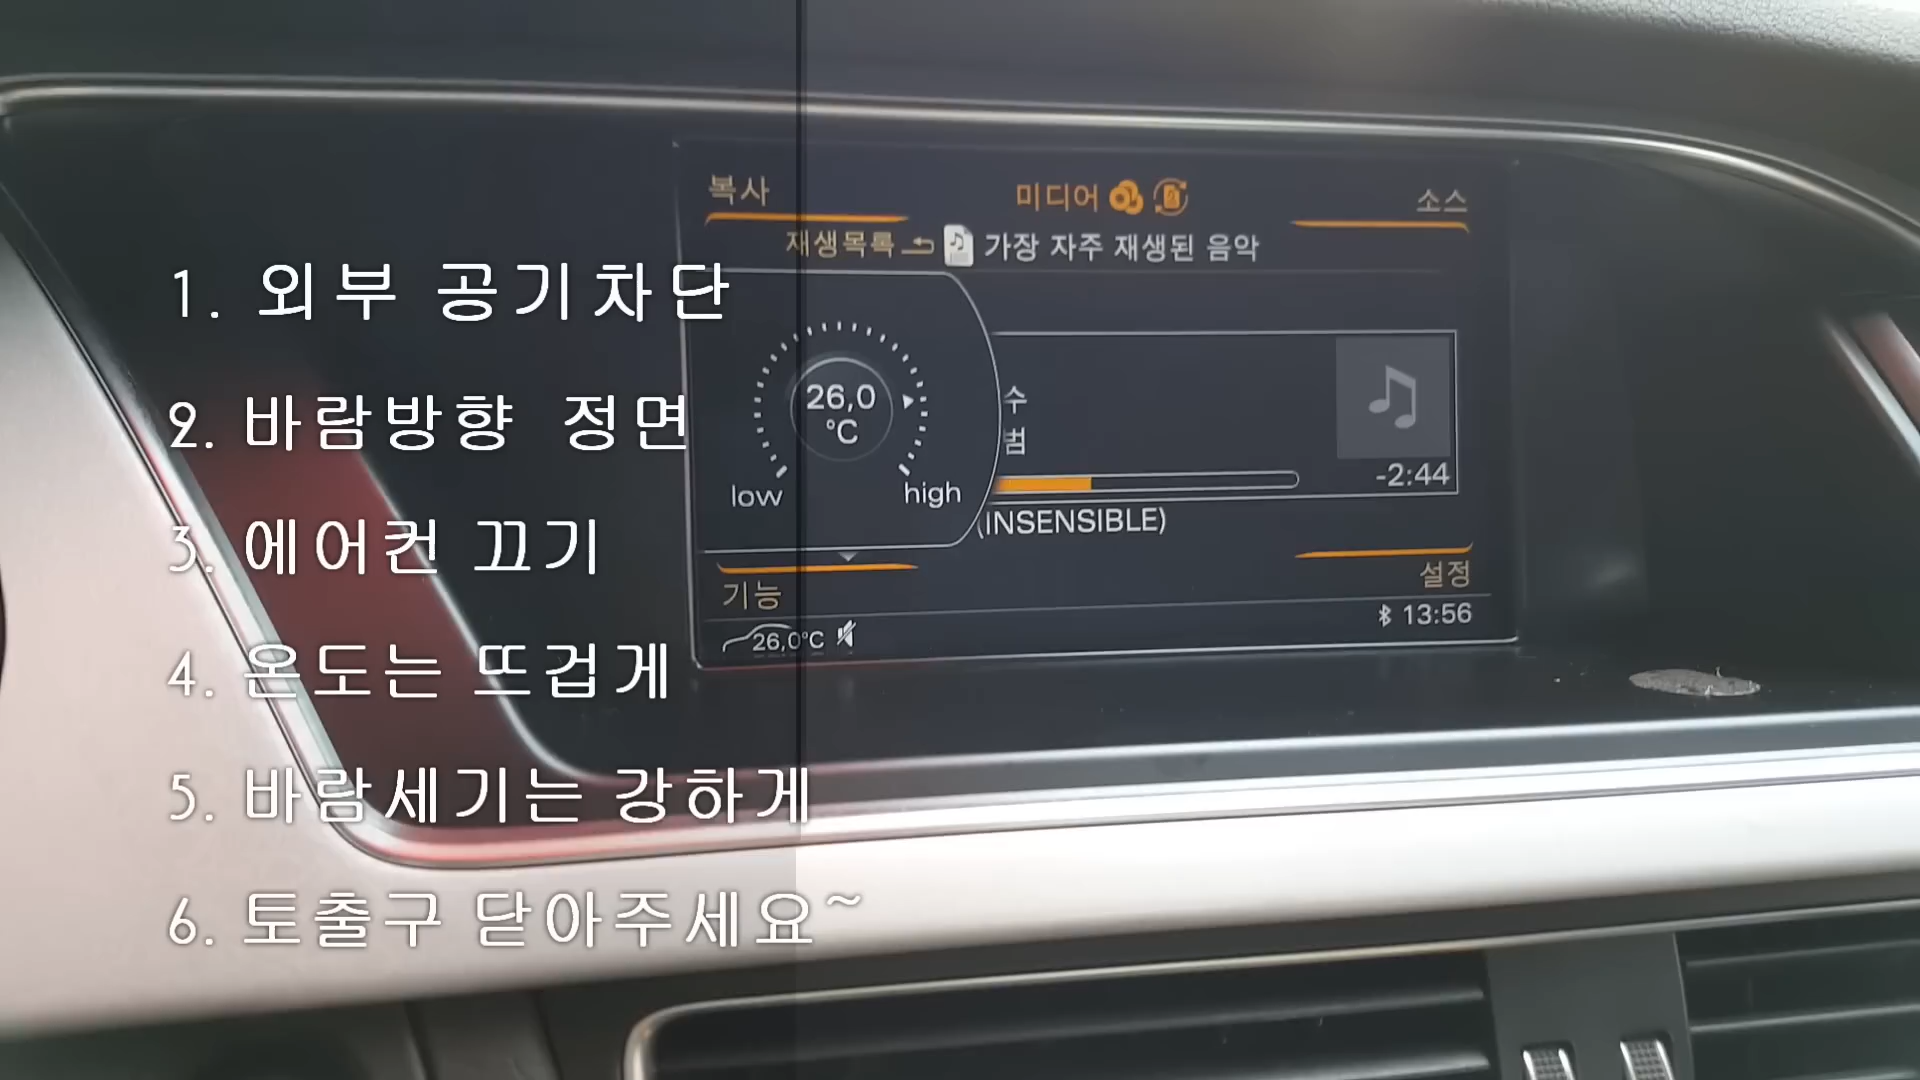 1. 외부 공기차단
2. 바람방향 정면
3. 에어컨 끄기
4. 온도는 뜨겁게
5. 바람세기는 강하게
6. 토출구 닫아주세요~
복사
미디어
소스
재생목록
가장 자주 재생된 음악
26,0
°C
low
high
수
범
-2:44
(INSENSIBLE)
기능
설정
26,0°C
13:56